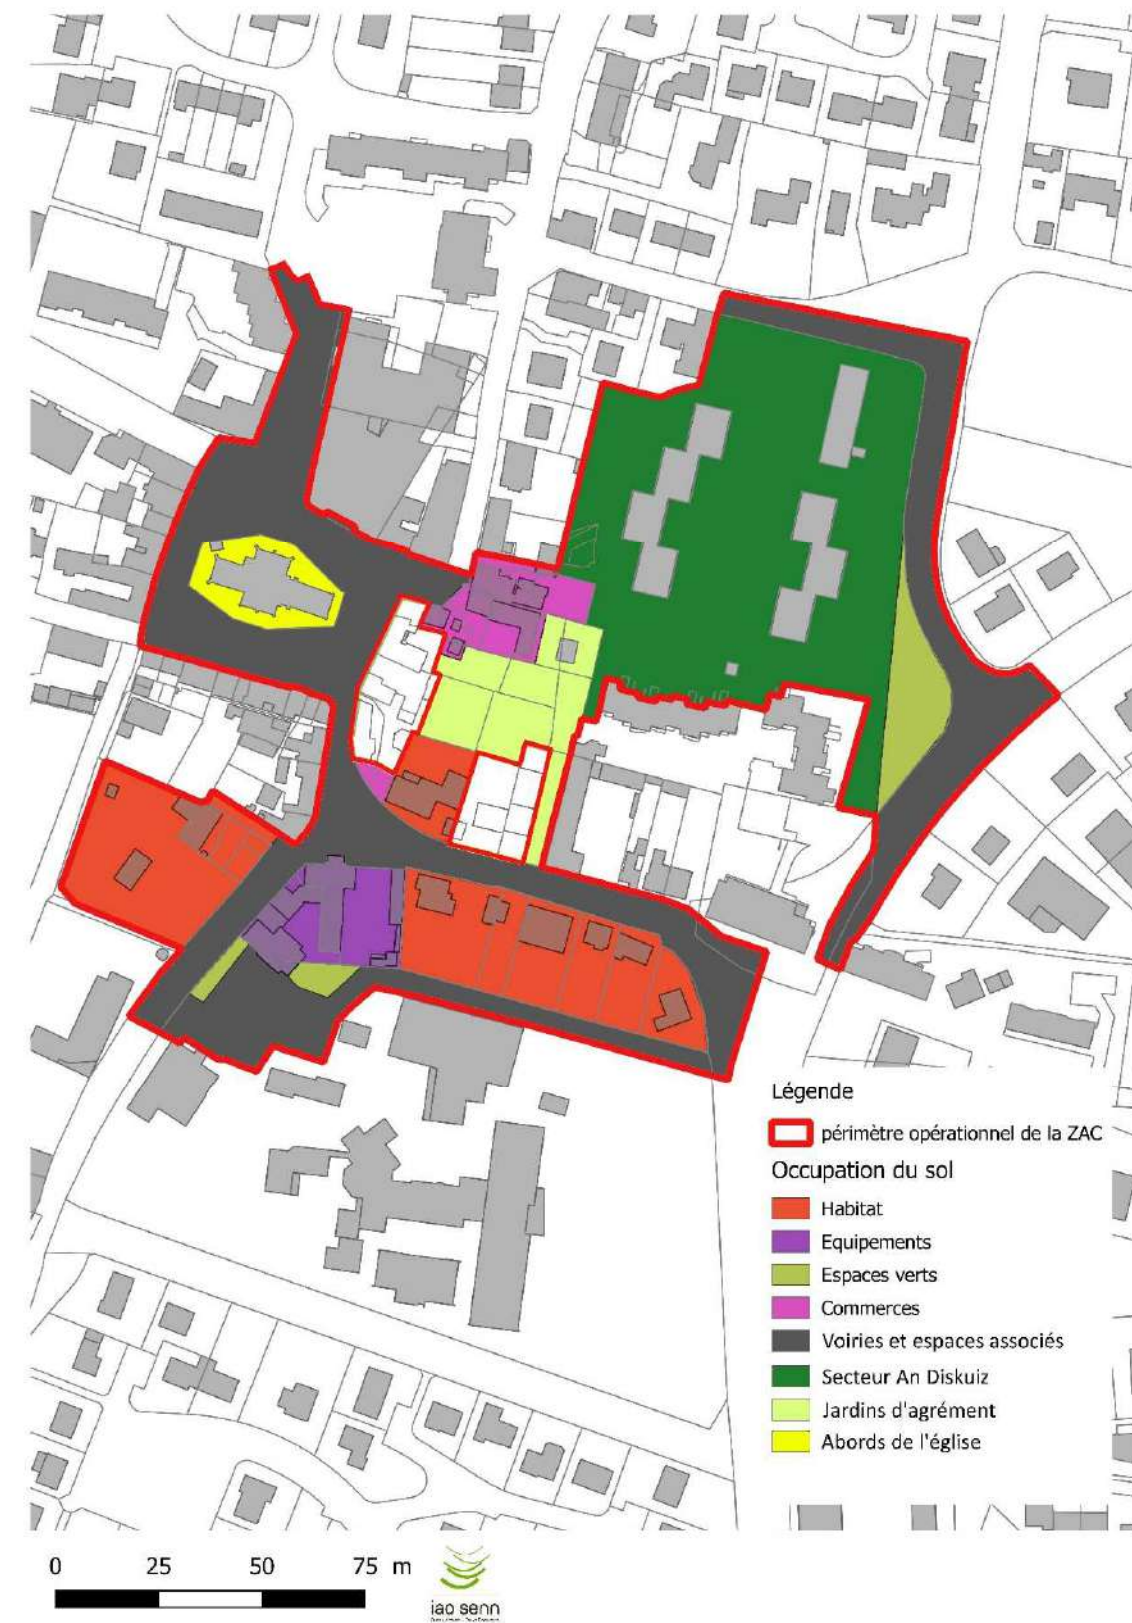 Légende
périmètre opérationnel de la ZAC
Occupation du sol
Habitat
Equipements
Espaces verts
Commerces
Voiries et espaces associés
Secteur An Diskuiz
Jardins d'agrément
Abords de l'église
0 25 50 75 m
iao senn